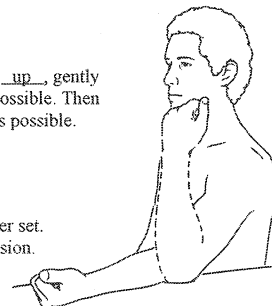 up , gently
ossible. Then
s possible.
er set.
sion.